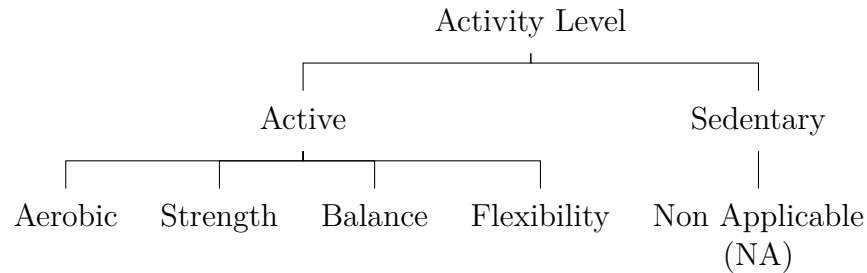 Activity Level
Active
Sedentary
Aerobic
Strength
Balance
Flexibility
Non Applicable
(NA)